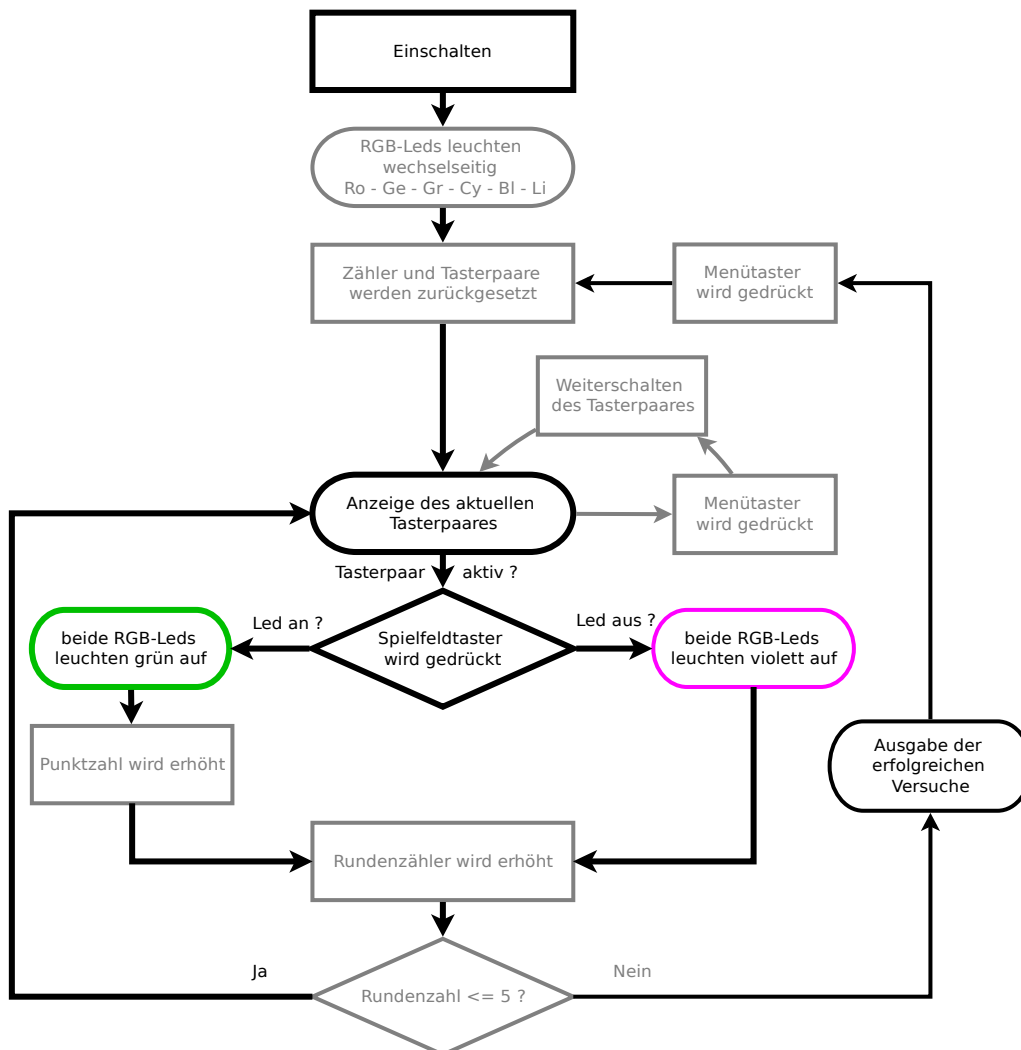 Einschalten
RGB-Leds leuchten
wechselseitig
Ro - Ge - Gr - Cy - Bl - Li
Zähler und Tasterpaare
werden zurückgesetzt
Menütaster
wird gedrückt
Weiterschalten
des Tasterpaares
Anzeige des aktuellen
Tasterpaares
Menütaster
wird gedrückt
Tasterpaar aktiv ?
Led an ?
Led aus ?
beide RGB-Leds
leuchten grün auf
Spielfeldtaster
wird gedrückt
beide RGB-Leds
leuchten violett auf
Punktzahl wird erhöht
Ausgabe der
erfolgreichen
Versuche
Rundenzähler wird erhöht
Ja
Nein
Rundenzahl <= 5 ?